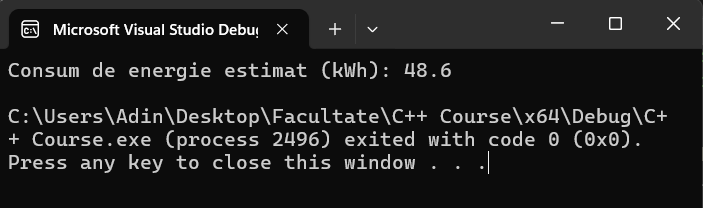 Microsoft Visual Studio Debu
Consum de energie estimat (kWh): 48.6
C:\Users\Adin\Desktop\Facultate\C++ Course\x64\Debug\C+
+ Course.exe (process 2496) exited with code 0 (0x0).
Press any key to close this window . . .